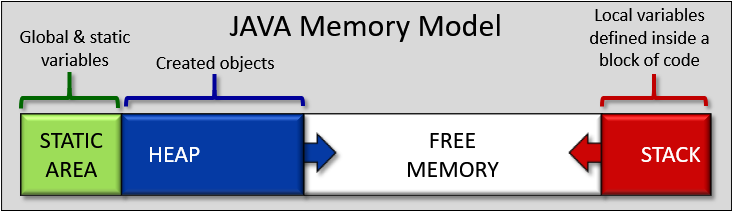 JAVA Memory Model
Global & static
variables
Created objects
Local variables
defined inside a
block of code
STATIC
AREA
HEAP
FREE
MEMORY
STACK